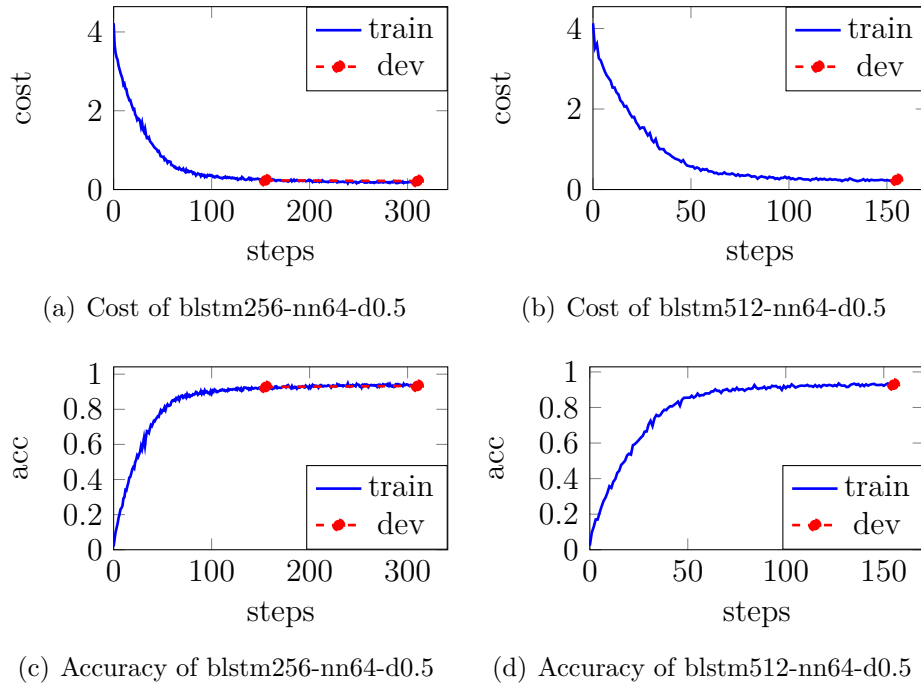 4
2
0
cost
train
dev
0
100
200
300
steps
(a) Cost of blstm256-nn64-d0.5
4
2
0
cost
train
dev
0
50
100
150
steps
(b) Cost of blstm512-nn64-d0.5
1
0.8
0.6
0.4
0.2
0
acc
train
dev
0
100
200
300
steps
(c) Accuracy of blstm256-nn64-d0.5
1
0.8
0.6
0.4
0.2
0
acc
train
dev
0
50
100
150
steps
(d) Accuracy of blstm512-nn64-d0.5